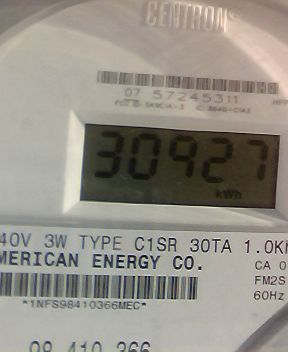 CENTRON®
07 57245311
30927
kWh
40V 3W TYPE C1SR 30TA 1.0K
MERICAN ENERGY CO.
CA 0
FM2S
60Hz
*1NFS98410366MEC*
98 410 366